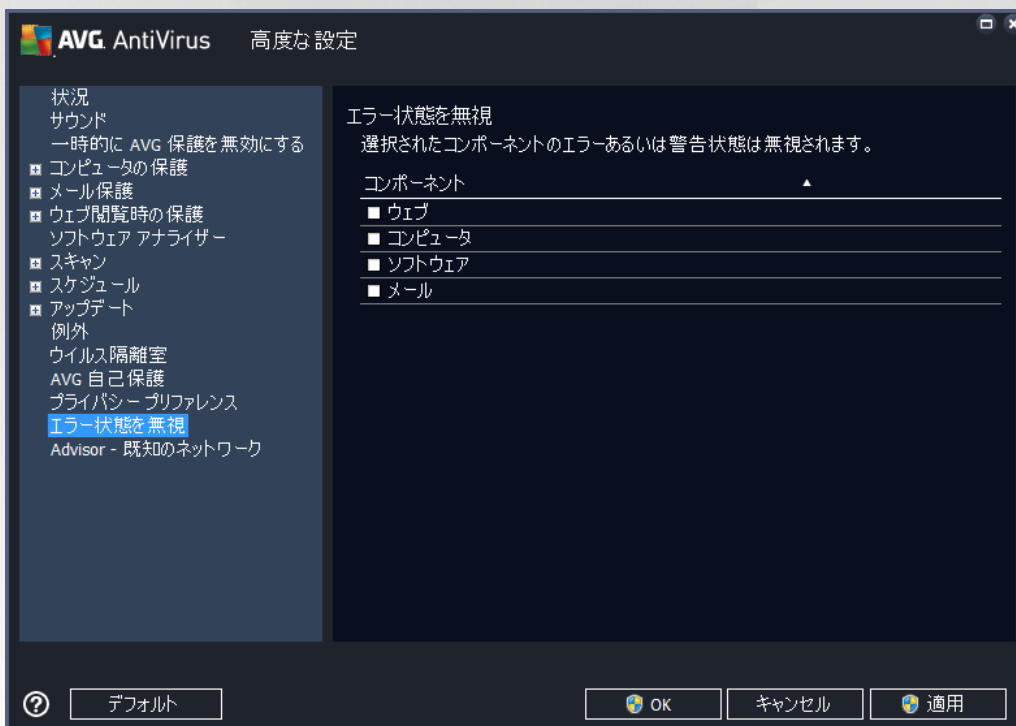 AVG AntiVirus 高度な設定
状況
サウンド
一時的に AVG 保護を無効にする
コンピュータの保護
メール保護
ウェブ閲覧時の保護
ソフトウェア アナライザー
スキャン
スケジュール
アップデート
例外
ウイルス隔離室
AVG 自己保護
プライバシー プリファレンス
エラー状態を無視
Advisor - 既知のネットワーク
エラー状態を無視
選択されたコンポーネントのエラーあるいは警告状態は無視されます。
コンポーネント
ウェブ
コンピュータ
ソフトウェア
メール
デフォルト
OK
キャンセル
適用